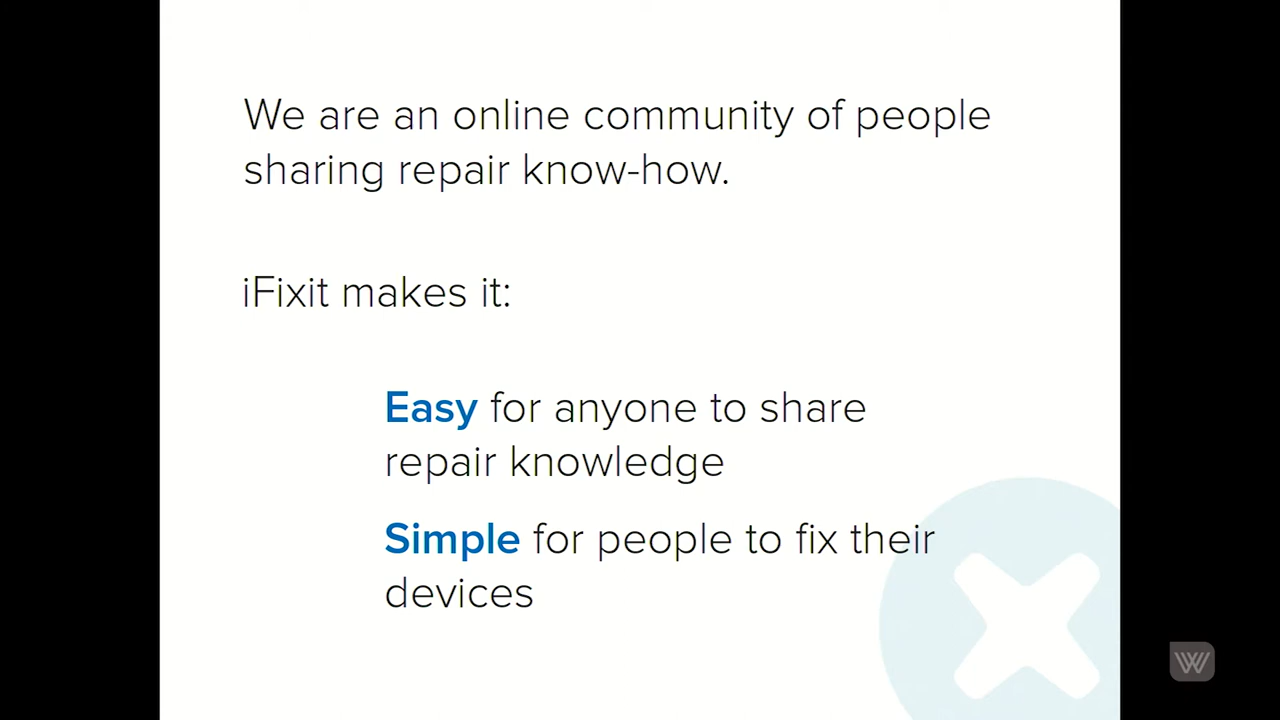 We are an online community of people
sharing repair know-how.
iFixit makes it:
Easy for anyone to share
repair knowledge
Simple for people to fix their
devices
W